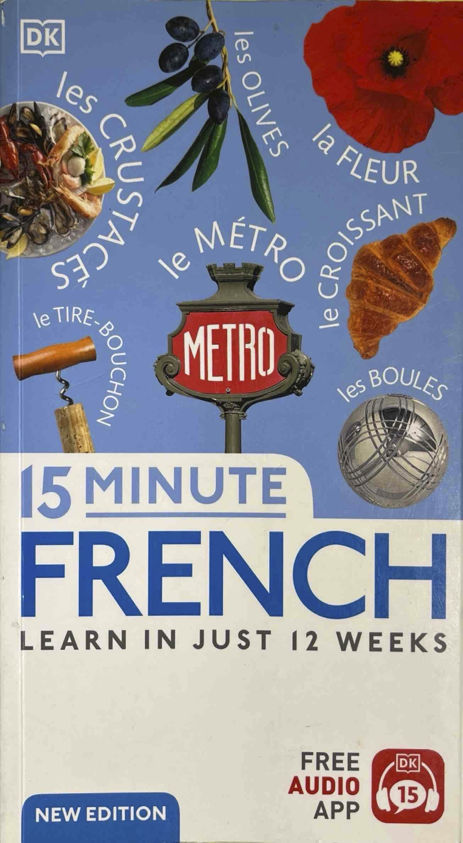 DK
les OLIVES
la FLEUR
les CRUSTACÉS
le MÉTRO
le CROISSANT
METRO
le TIRE-BOUCHON
les BOULES
15 MINUTE
FRENCH
LEARN IN JUST 12 WEEKS
FREE
AUDIO
APP
DK
15
NEW EDITION